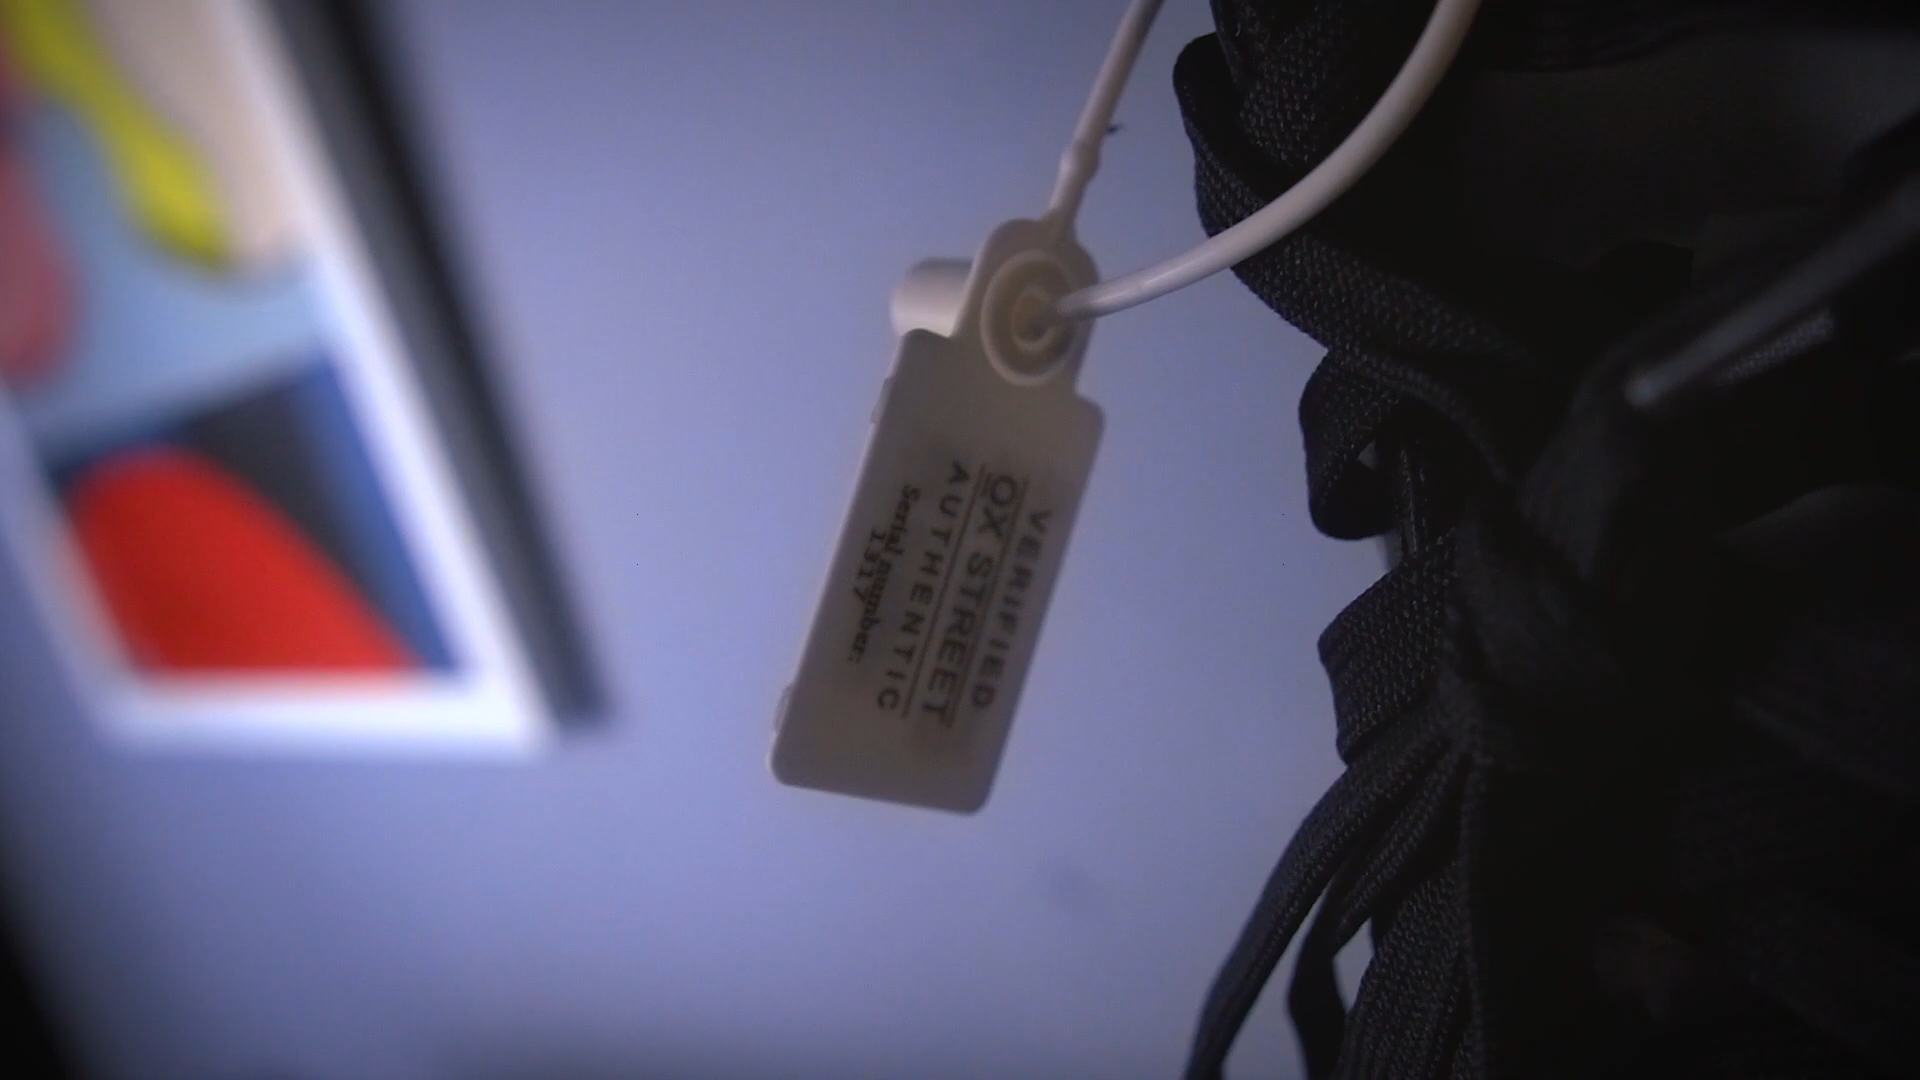 VERIFIED
OX STREET
AUTHENTIC
Serial number:
1317